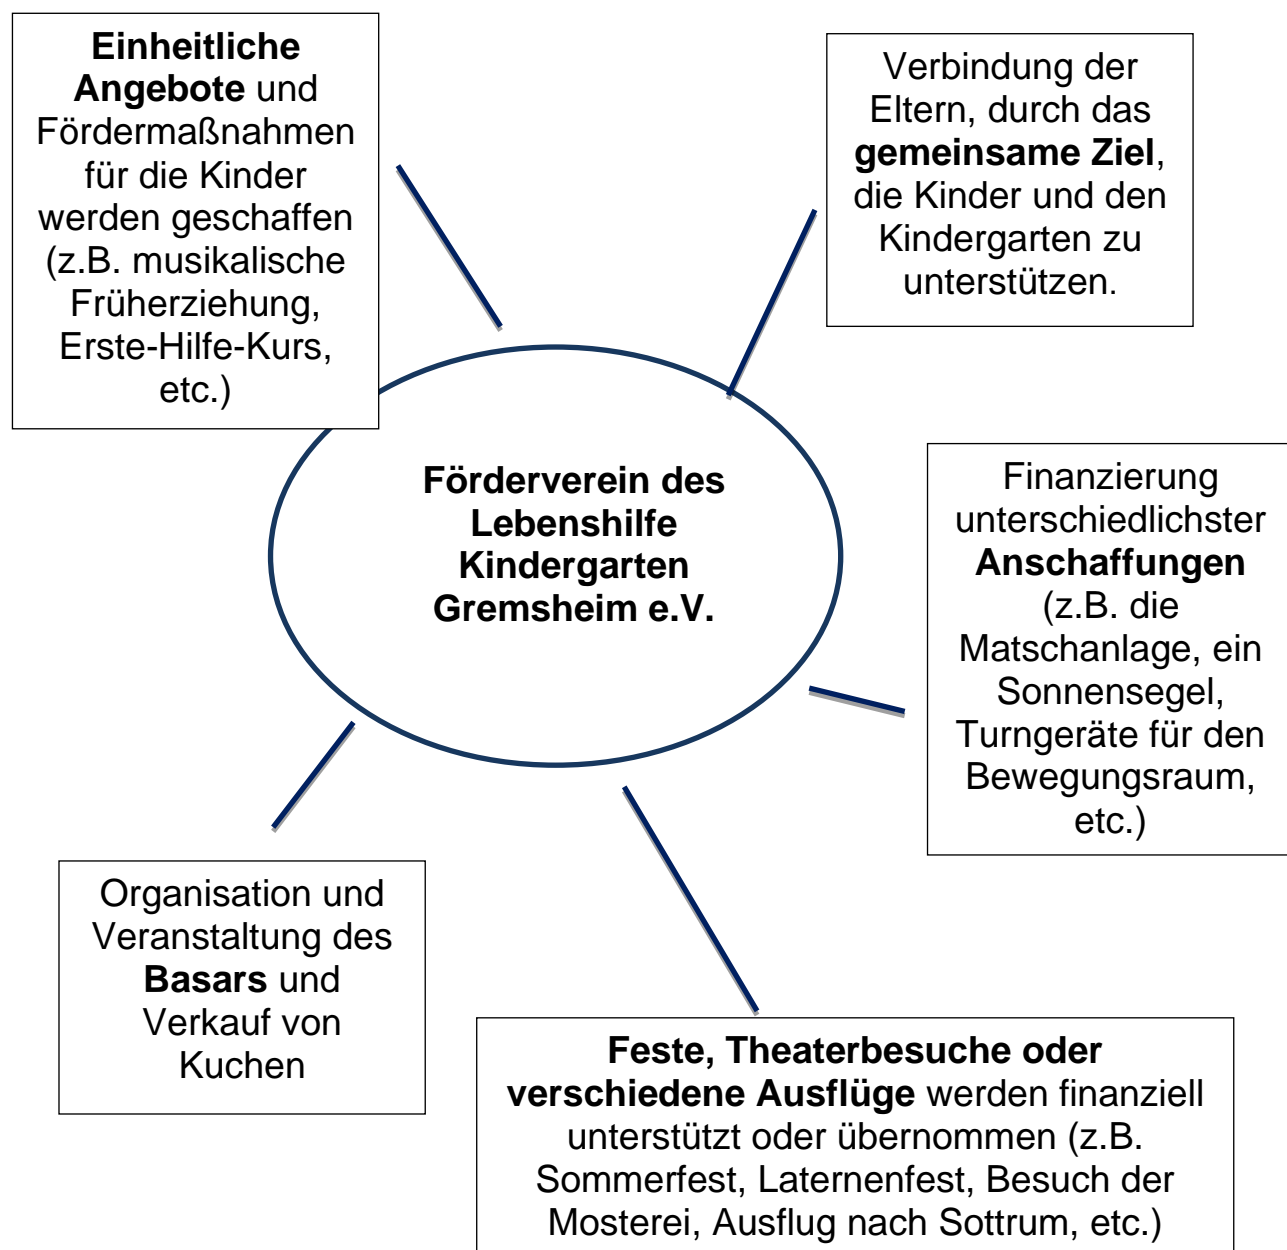 Einheitliche
Angebote und
Fördermaßnahmen
für die Kinder
werden geschaffen
(z.B. musikalische
Früherziehung,
Erste-Hilfe-Kurs,
etc.)
Verbindung der
Eltern, durch das
gemeinsame Ziel,
die Kinder und den
Kindergarten zu
unterstützen.
Förderverein des
Lebenshilfe
Kindergarten
Gremsheim e.V.
Finanzierung
unterschiedlichster
Anschaffungen
(z.B. die
Matschanlage, ein
Sonnensegel,
Turngeräte für den
Bewegungsraum,
etc.)
Organisation und
Veranstaltung des
Basars und
Verkauf von
Kuchen
Feste, Theaterbesuche oder
verschiedene Ausflüge werden finanziell
unterstützt oder übernommen (z.B.
Sommerfest, Laternenfest, Besuch der
Mosterei, Ausflug nach Sottrum, etc.)